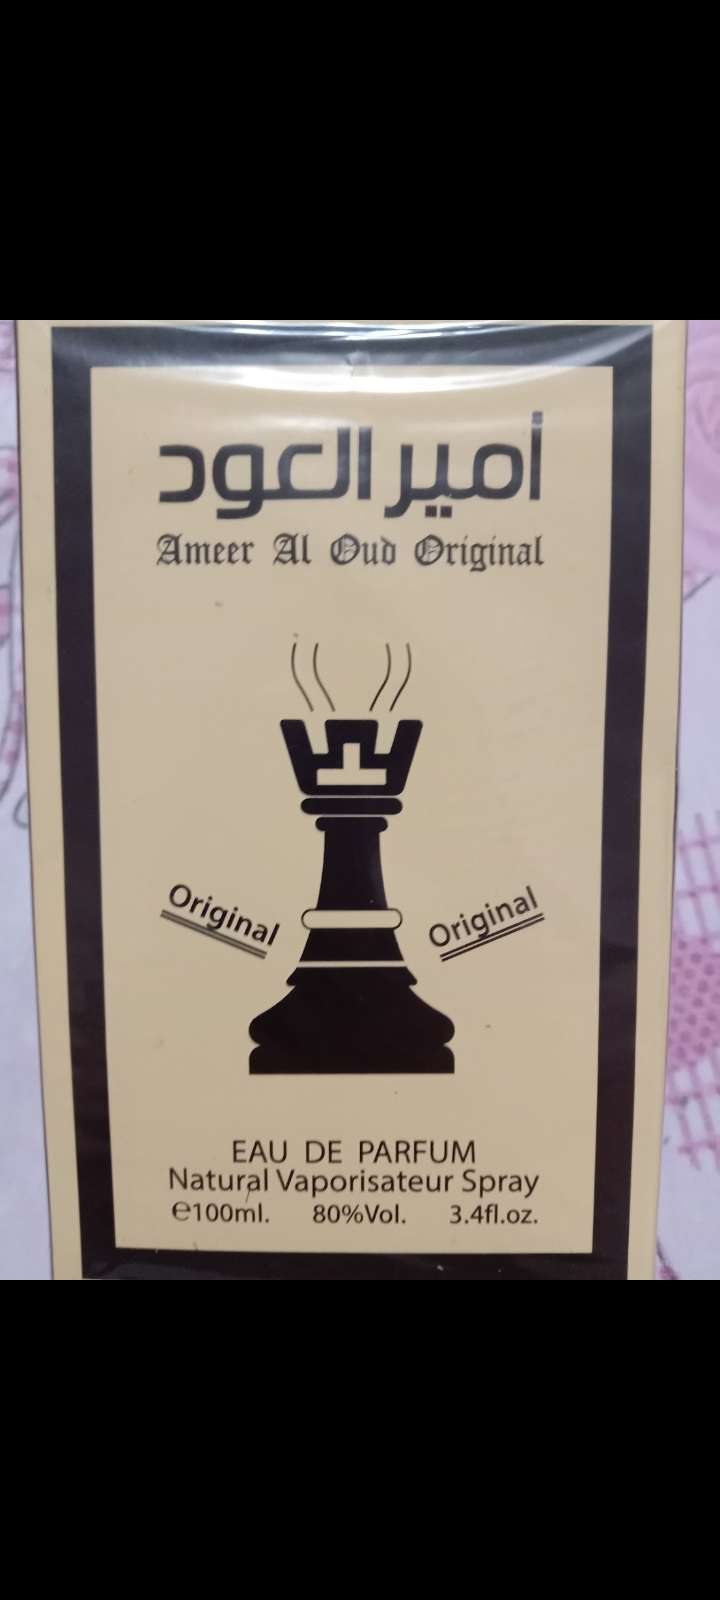 أمير العود
Ameer Al Oud Original
Original
Original
EAU DE PARFUM
Natural Vaporisateur Spray
℮100ml. 80%Vol. 3.4fl.oz.